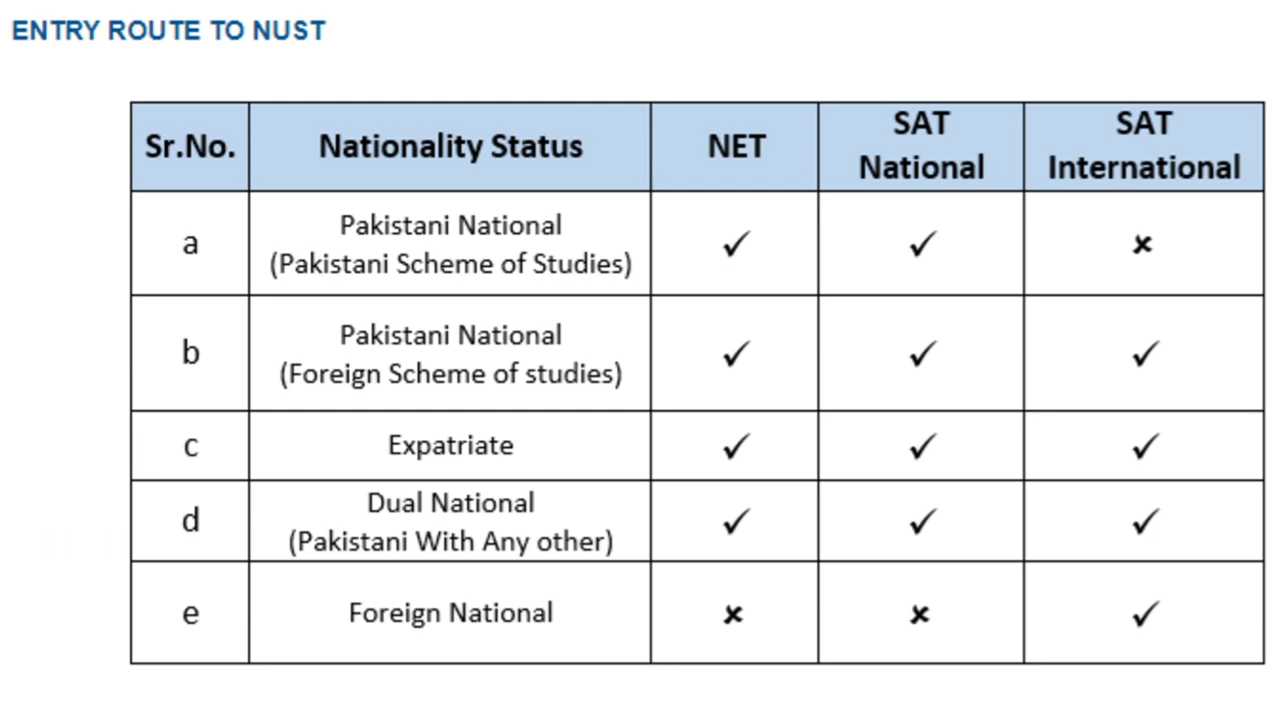 ENTRY ROUTE TO NUST
Sr.No. Nationality Status NET SAT National SAT International
a Pakistani National (Pakistani Scheme of Studies) ✓ ✓ ✗
b Pakistani National (Foreign Scheme of studies) ✓ ✓ ✓
c Expatriate ✓ ✓ ✓
d Dual National (Pakistani With Any other) ✓ ✓ ✓
e Foreign National ✗ ✗ ✓